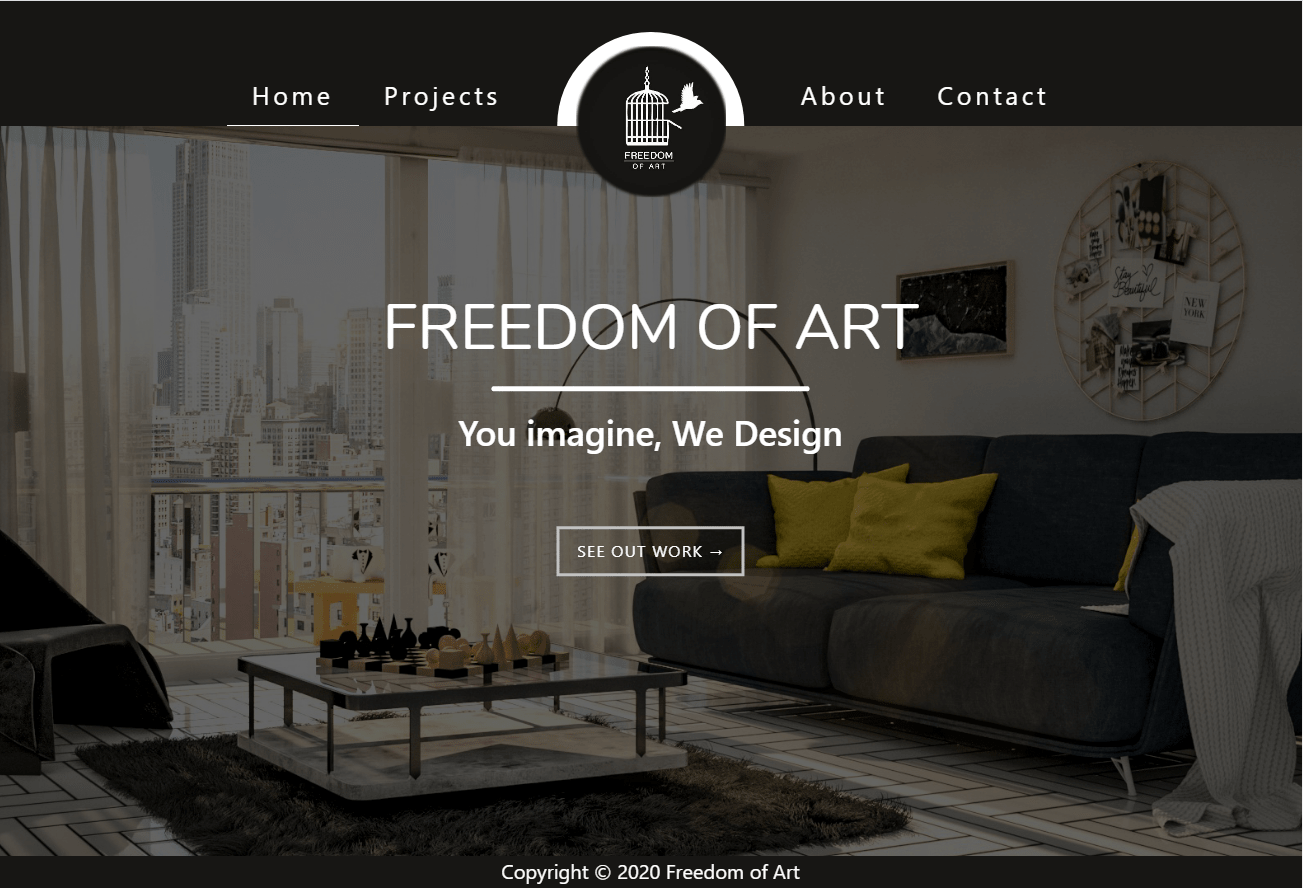 Home
Projects
FREEDOM
OF ART
About
Contact
FREEDOM OF ART
You imagine, We Design
SEE OUT WORK →
Stay
Beautiful
NEW
YORK
Copyright © 2020 Freedom of Art